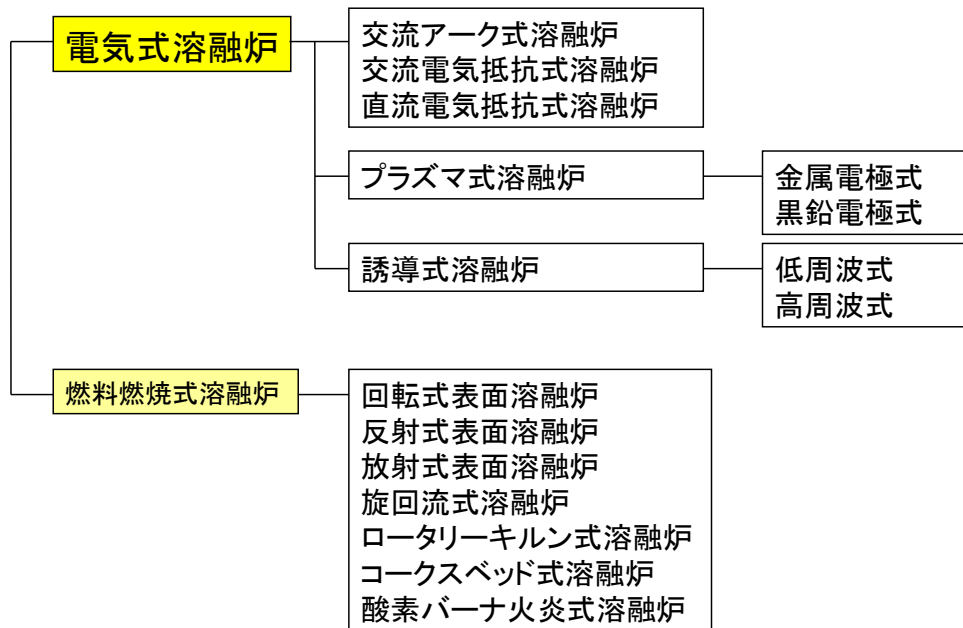 電気式溶融炉
交流アーク式溶融炉
交流電気抵抗式溶融炉
直流電気抵抗式溶融炉
プラズマ式溶融炉
金属電極式
黒鉛電極式
誘導式溶融炉
低周波式
高周波式
燃料燃焼式溶融炉
回転式表面溶融炉
反射式表面溶融炉
放射式表面溶融炉
旋回流式溶融炉
ロータリーキルン式溶融炉
コークスベッド式溶融炉
酸素バーナ火炎式溶融炉